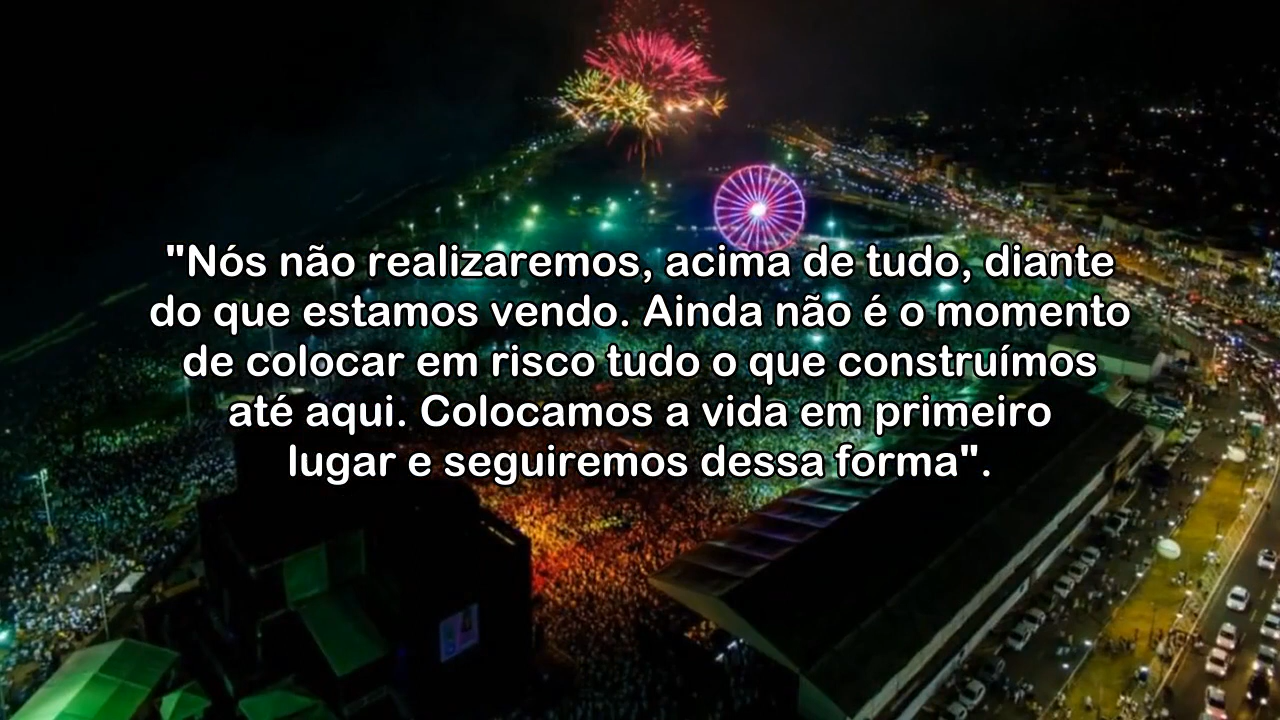 "Nós não realizaremos, acima de tudo, diante
do que estamos vendo. Ainda não é o momento
de colocar em risco tudo o que construímos
até aqui. Colocamos a vida em primeiro
lugar e seguiremos dessa forma".